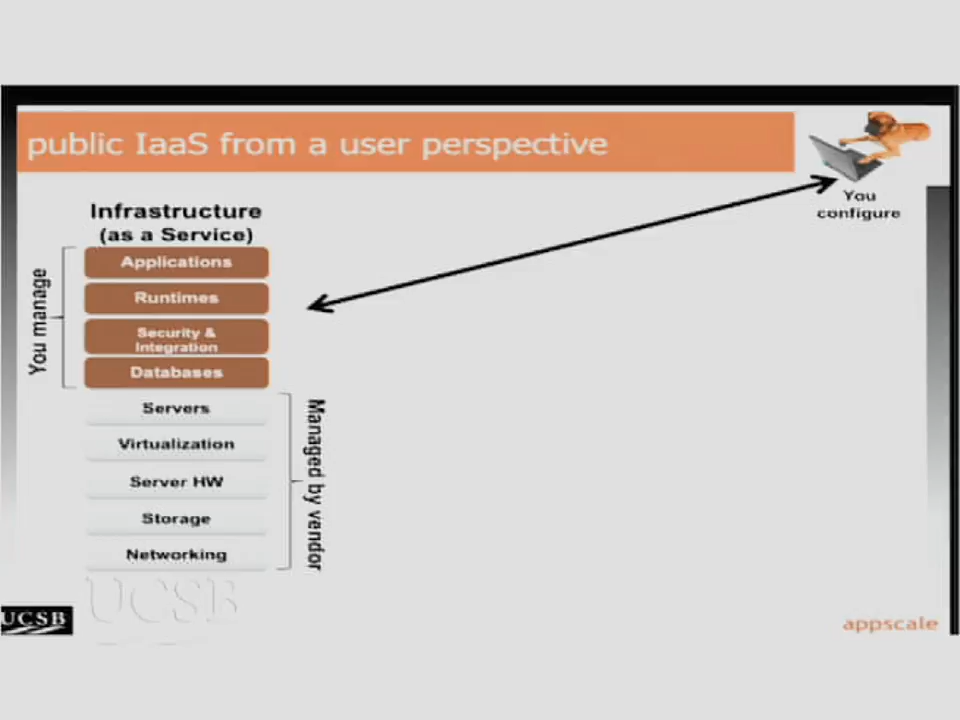 public IaaS from a user perspective
You
configure
Infrastructure
(as a Service)
You manage
Applications
Runtimes
Security &
Integration
Databases
Servers
Virtualization
Server HW
Storage
Networking
Managed by vendor
UCSB
UCSB
appscale